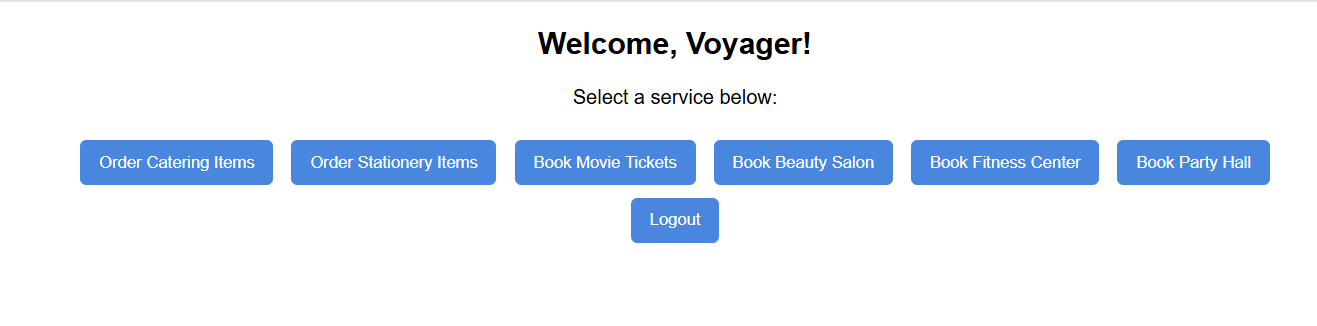 Welcome, Voyager!
Select a service below:
Order Catering Items Order Stationery Items Book Movie Tickets Book Beauty Salon Book Fitness Center Book Party Hall
Logout